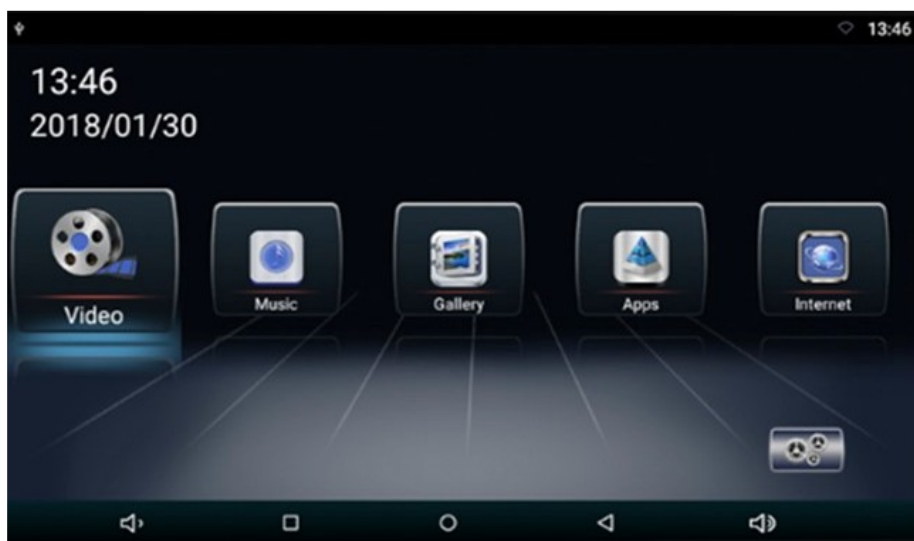 13:46
13:46
2018/01/30
Video
Music
Gallery
Apps
Internet